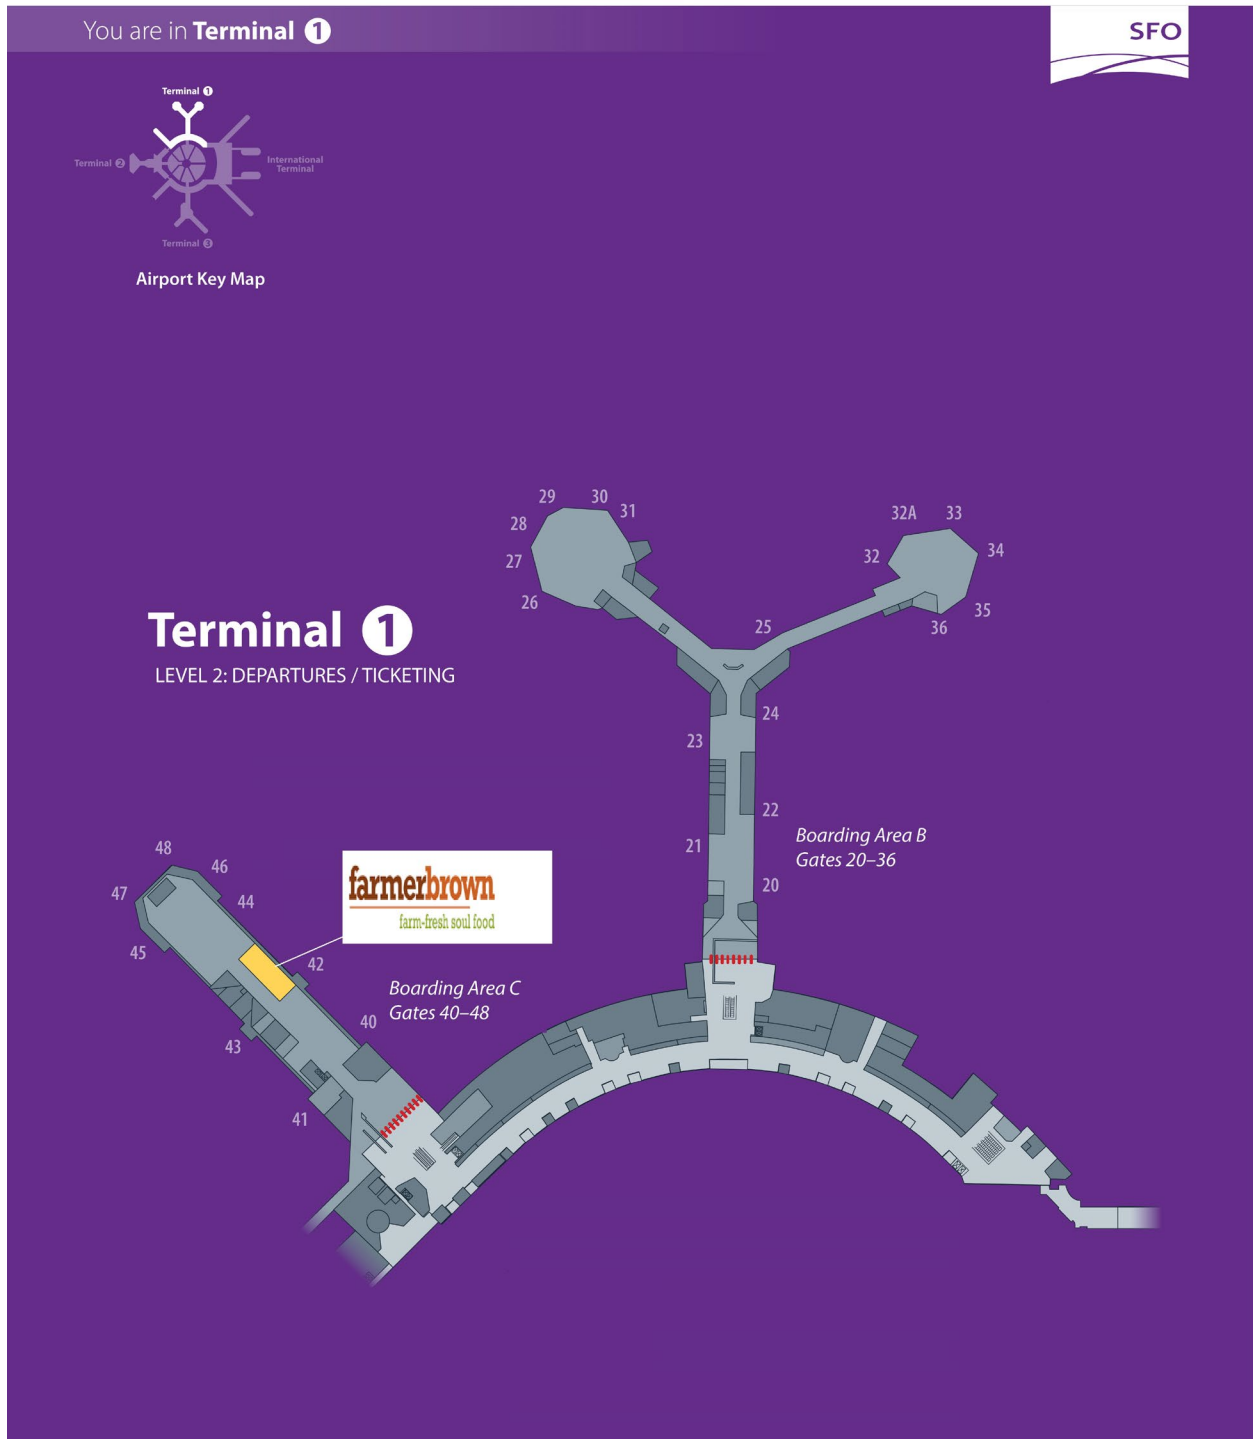 You are in Terminal 1
SFO
Terminal 1
Terminal 2
International
Terminal
Terminal 3
Airport Key Map
29
30
31
28
27
26
32A
33
32
34
35
36
25
Terminal 1
LEVEL 2: DEPARTURES / TICKETING
24
23
22
21
Boarding Area B
Gates 20–36
20
48
46
47
44
45
farmerbrown
farm-fresh soul food
42
Boarding Area C
Gates 40–48
40
43
41